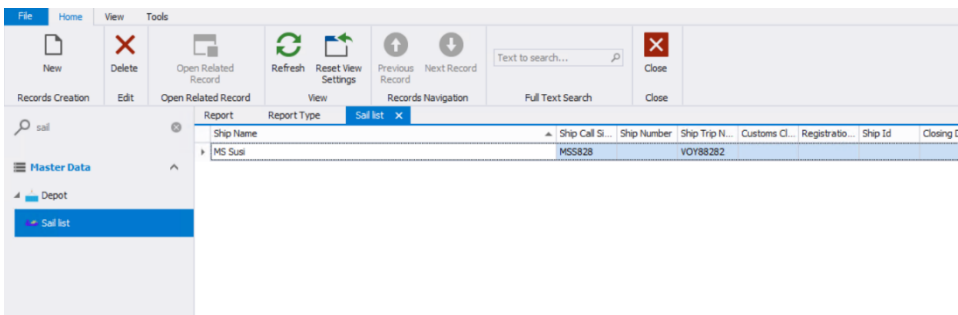 File Home View Tools
New Delete Open Related Record Refresh Reset View Settings Previous Record Next Record Text to search... Close
Records Creation Edit Open Related Record View Records Navigation Full Text Search Close
sail
Report Report Type Sail list
Ship Name Ship Call Si... Ship Number Ship Trip N... Customs Cl... Registratio... Ship Id Closing D
MS Susi MSS828 VOY88282
Master Data
Depot
Sail list